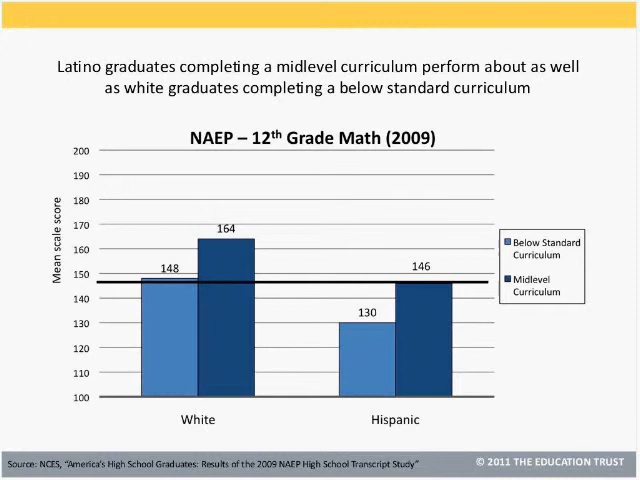 Latino graduates completing a midlevel curriculum perform about as well
as white graduates completing a below standard curriculum
NAEP – 12th Grade Math (2009)
Mean scale score
200
190
180
170
160
150
140
130
120
110
100
148
164
130
146
White
Hispanic
Below Standard
Curriculum
Midlevel
Curriculum
Source: NCES, “America’s High School Graduates: Results of the 2009 NAEP High School Transcript Study”
© 2011 THE EDUCATION TRUST